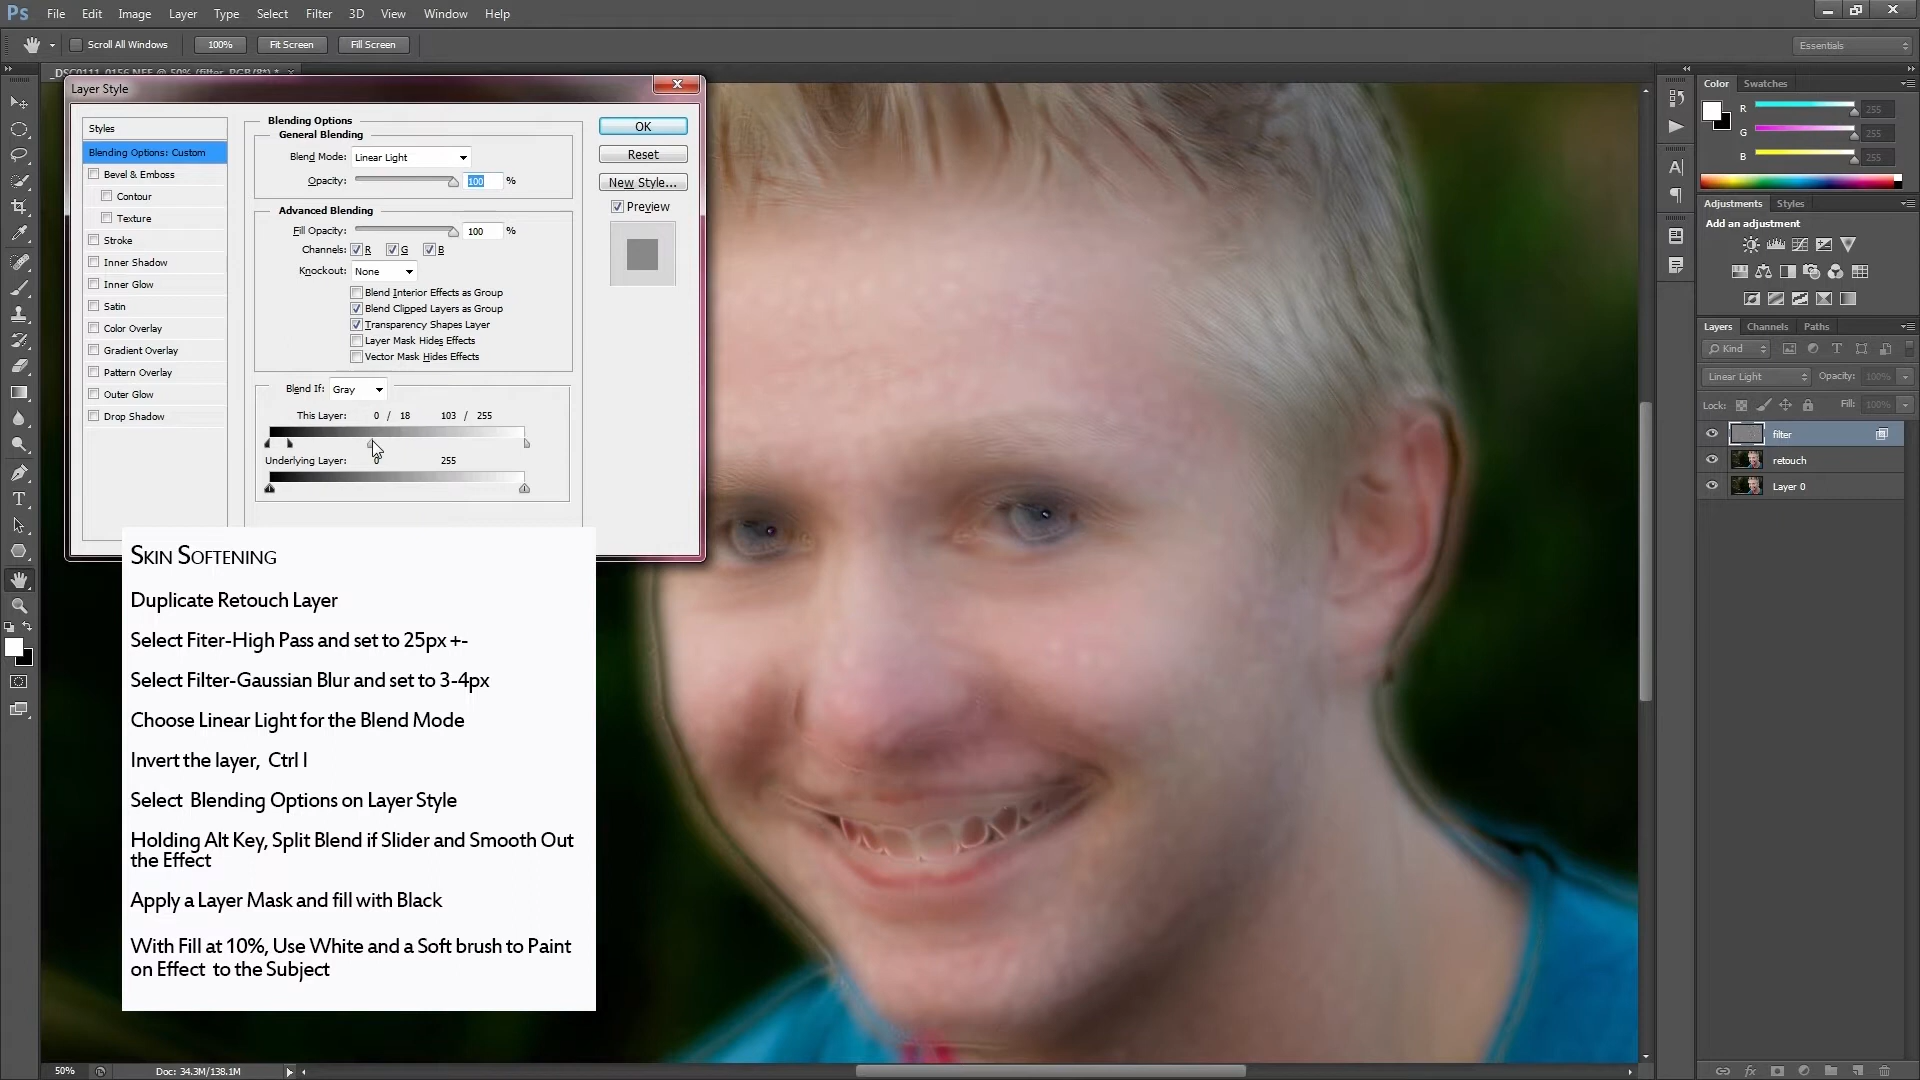 Ps File Edit Image Layer Type Select Filter 3D View Window Help
Scroll All Windows 100% Fit Screen Fill Screen Essentials
_DSC0111_0156.NEF @ 50% (filter, RGB/8*) *
Layer Style
Styles
Blending Options: Custom
Bevel & Emboss
Contour
Texture
Stroke
Inner Shadow
Inner Glow
Satin
Color Overlay
Gradient Overlay
Pattern Overlay
Outer Glow
Drop Shadow
Blending Options
General Blending
Blend Mode: Linear Light
Opacity: 100 %
Advanced Blending
Fill Opacity: 100 %
Channels: R G B
Knockout: None
Blend Interior Effects as Group
Blend Clipped Layers as Group
Transparency Shapes Layer
Layer Mask Hides Effects
Vector Mask Hides Effects
Blend If: Gray
This Layer: 0 / 18 103 / 255
Underlying Layer: 0 255
OK
Reset
New Style...
Preview
Skin Softening
Duplicate Retouch Layer
Select Fiter-High Pass and set to 25px +-
Select Filter-Gaussian Blur and set to 3-4px
Choose Linear Light for the Blend Mode
Invert the layer, Ctrl I
Select Blending Options on Layer Style
Holding Alt Key, Split Blend if Slider and Smooth Out
the Effect
Apply a Layer Mask and fill with Black
With Fill at 10%, Use White and a Soft brush to Paint
on Effect to the Subject
Color Swatches
R 255
G 255
B 255
Adjustments Styles
Add an adjustment
Layers Channels Paths
Kind
Linear Light Opacity: 100%
Lock: Fill: 100%
filter
retouch
Layer 0
50% Doc: 34.3M/138.1M